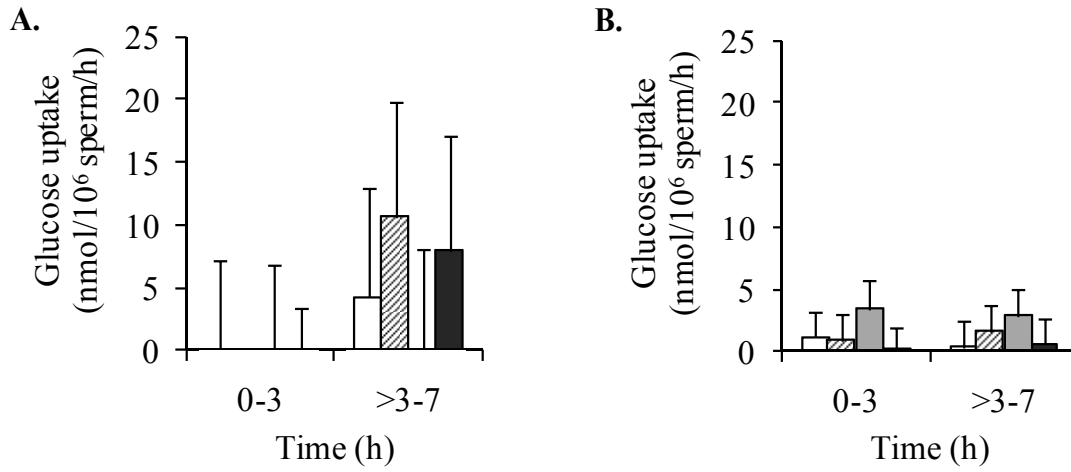 A.
Glucose uptake
(nmol/10⁶ sperm/h)
25
20
15
10
5
0
0-3
>3-7
Time (h)
B.
Glucose uptake
(nmol/10⁶ sperm/h)
25
20
15
10
5
0
0-3
>3-7
Time (h)